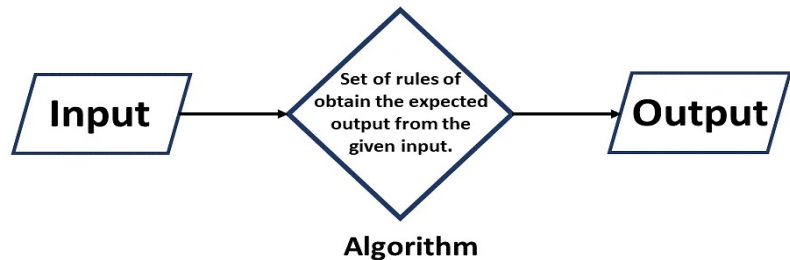 Input
Set of rules of
obtain the expected
output from the
given input.
Output
Algorithm